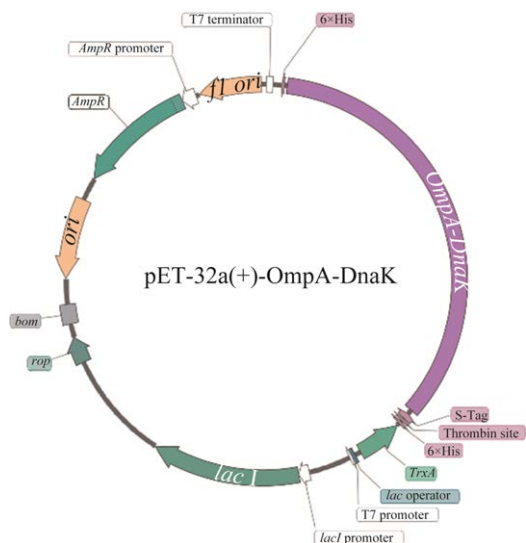 T7 terminator
6×His
AmpR promoter
f1 ori
AmpR
OmpA-DnaK
ori
pET-32a(+)-OmpA-DnaK
bom
rop
S-Tag
Thrombin site
6×His
TrxA
lac I
lac operator
T7 promoter
lacI promoter